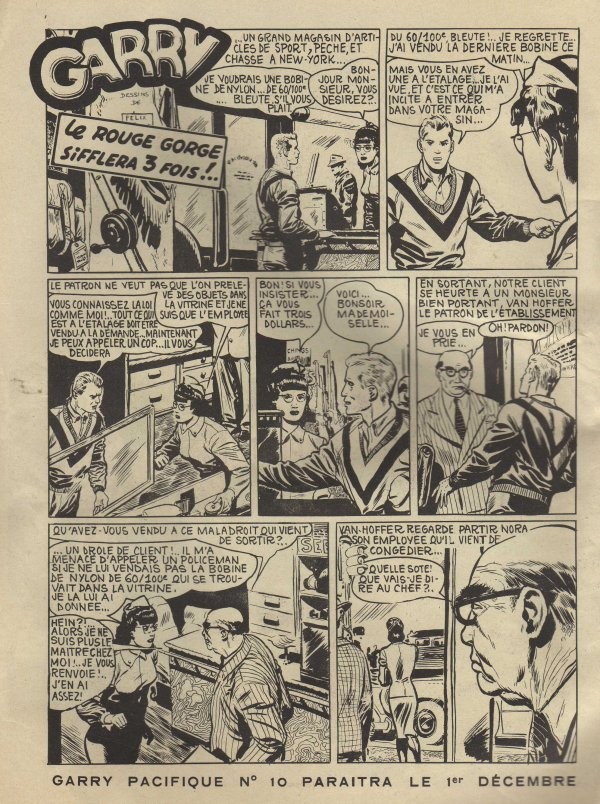 GARRY
DESSINS
DE
FELIX
LE ROUGE GORGE
SIFFLERA 3 FOIS.!.
...UN GRAND MAGASIN D'ARTI-
CLES DE SPORT, PECHE, ET
CHASSE A NEW-YORK....
JE VOUDRAIS UNE BOBI-
NE DE NYLON... DE 60/100e
BLEUTE, S'IL VOUS
PLAIT...
BON-
JOUR MON-
SIEUR, VOUS
DESIREZ?.
DU 60/100e, BLEUTE!.. JE REGRETTE...
J'AI VENDU LA DERNIERE BOBINE CE
MATIN...
MAIS VOUS EN AVEZ
UNE A L'ETALAGE.. JE L'AI
VUE, ET C'EST CE QUI M'A
INCITE A ENTRER
DANS VOTRE MAGA-
SIN...
LE PATRON NE VEUT PAS QUE L'ON PRELE-
VE DES OBJETS DANS
LA VITRINE ET JE NE
SUIS QUE L'EMPLOYEE
VOUS CONNAISSEZ LA LOI
COMME MOI!.. TOUT CE QUI
EST A L'ETALAGE DOIT ETRE
VENDU A LA DEMANDE... MAINTENANT
JE PEUX APPELER UN COP... IL VOUS
DECIDERA
BON! SI VOUS
INSISTER...
ÇA VOUS
FAIT TROIS
DOLLARS...
VOICI...
BONSOIR
MADEMOI-
SELLE...
EN SORTANT, NOTRE CLIENT
SE HEURTE A UN MONSIEUR
BIEN PORTANT, VAN HOFFER
LE PATRON DE L'ETABLISSEMENT
JE VOUS EN
PRIE...
OH! PARDON!
QU'AVEZ-VOUS VENDU A CE MALADROIT QUI VIENT
DE SORTIR?..
... UN DROLE DE CLIENT!.. IL M'A
MENACE D'APPELER UN POLICEMAN
SI JE NE LUI VENDAIS PAS LA BOBINE
DE NYLON DE 60/100e QUI SE TROU-
VAIT DANS LA VITRINE.
JE LA LUI AI
DONNEE...
HEIN?!
ALORS JE NE
SUIS PLUS LE
MAITRE CHEZ
MOI!.. JE VOUS
RENVOIE!..
J'EN AI
ASSEZ!
VAN-HOFFER REGARDE PARTIR NORA
SON EMPLOYEE QU'IL VIENT DE
CONGEDIER...
QUELLE SOTE!
QUE VAIS-JE DI-
RE AU CHEF?.
GARRY PACIFIQUE N° 10 PARAITRA LE 1er DÉCEMBRE